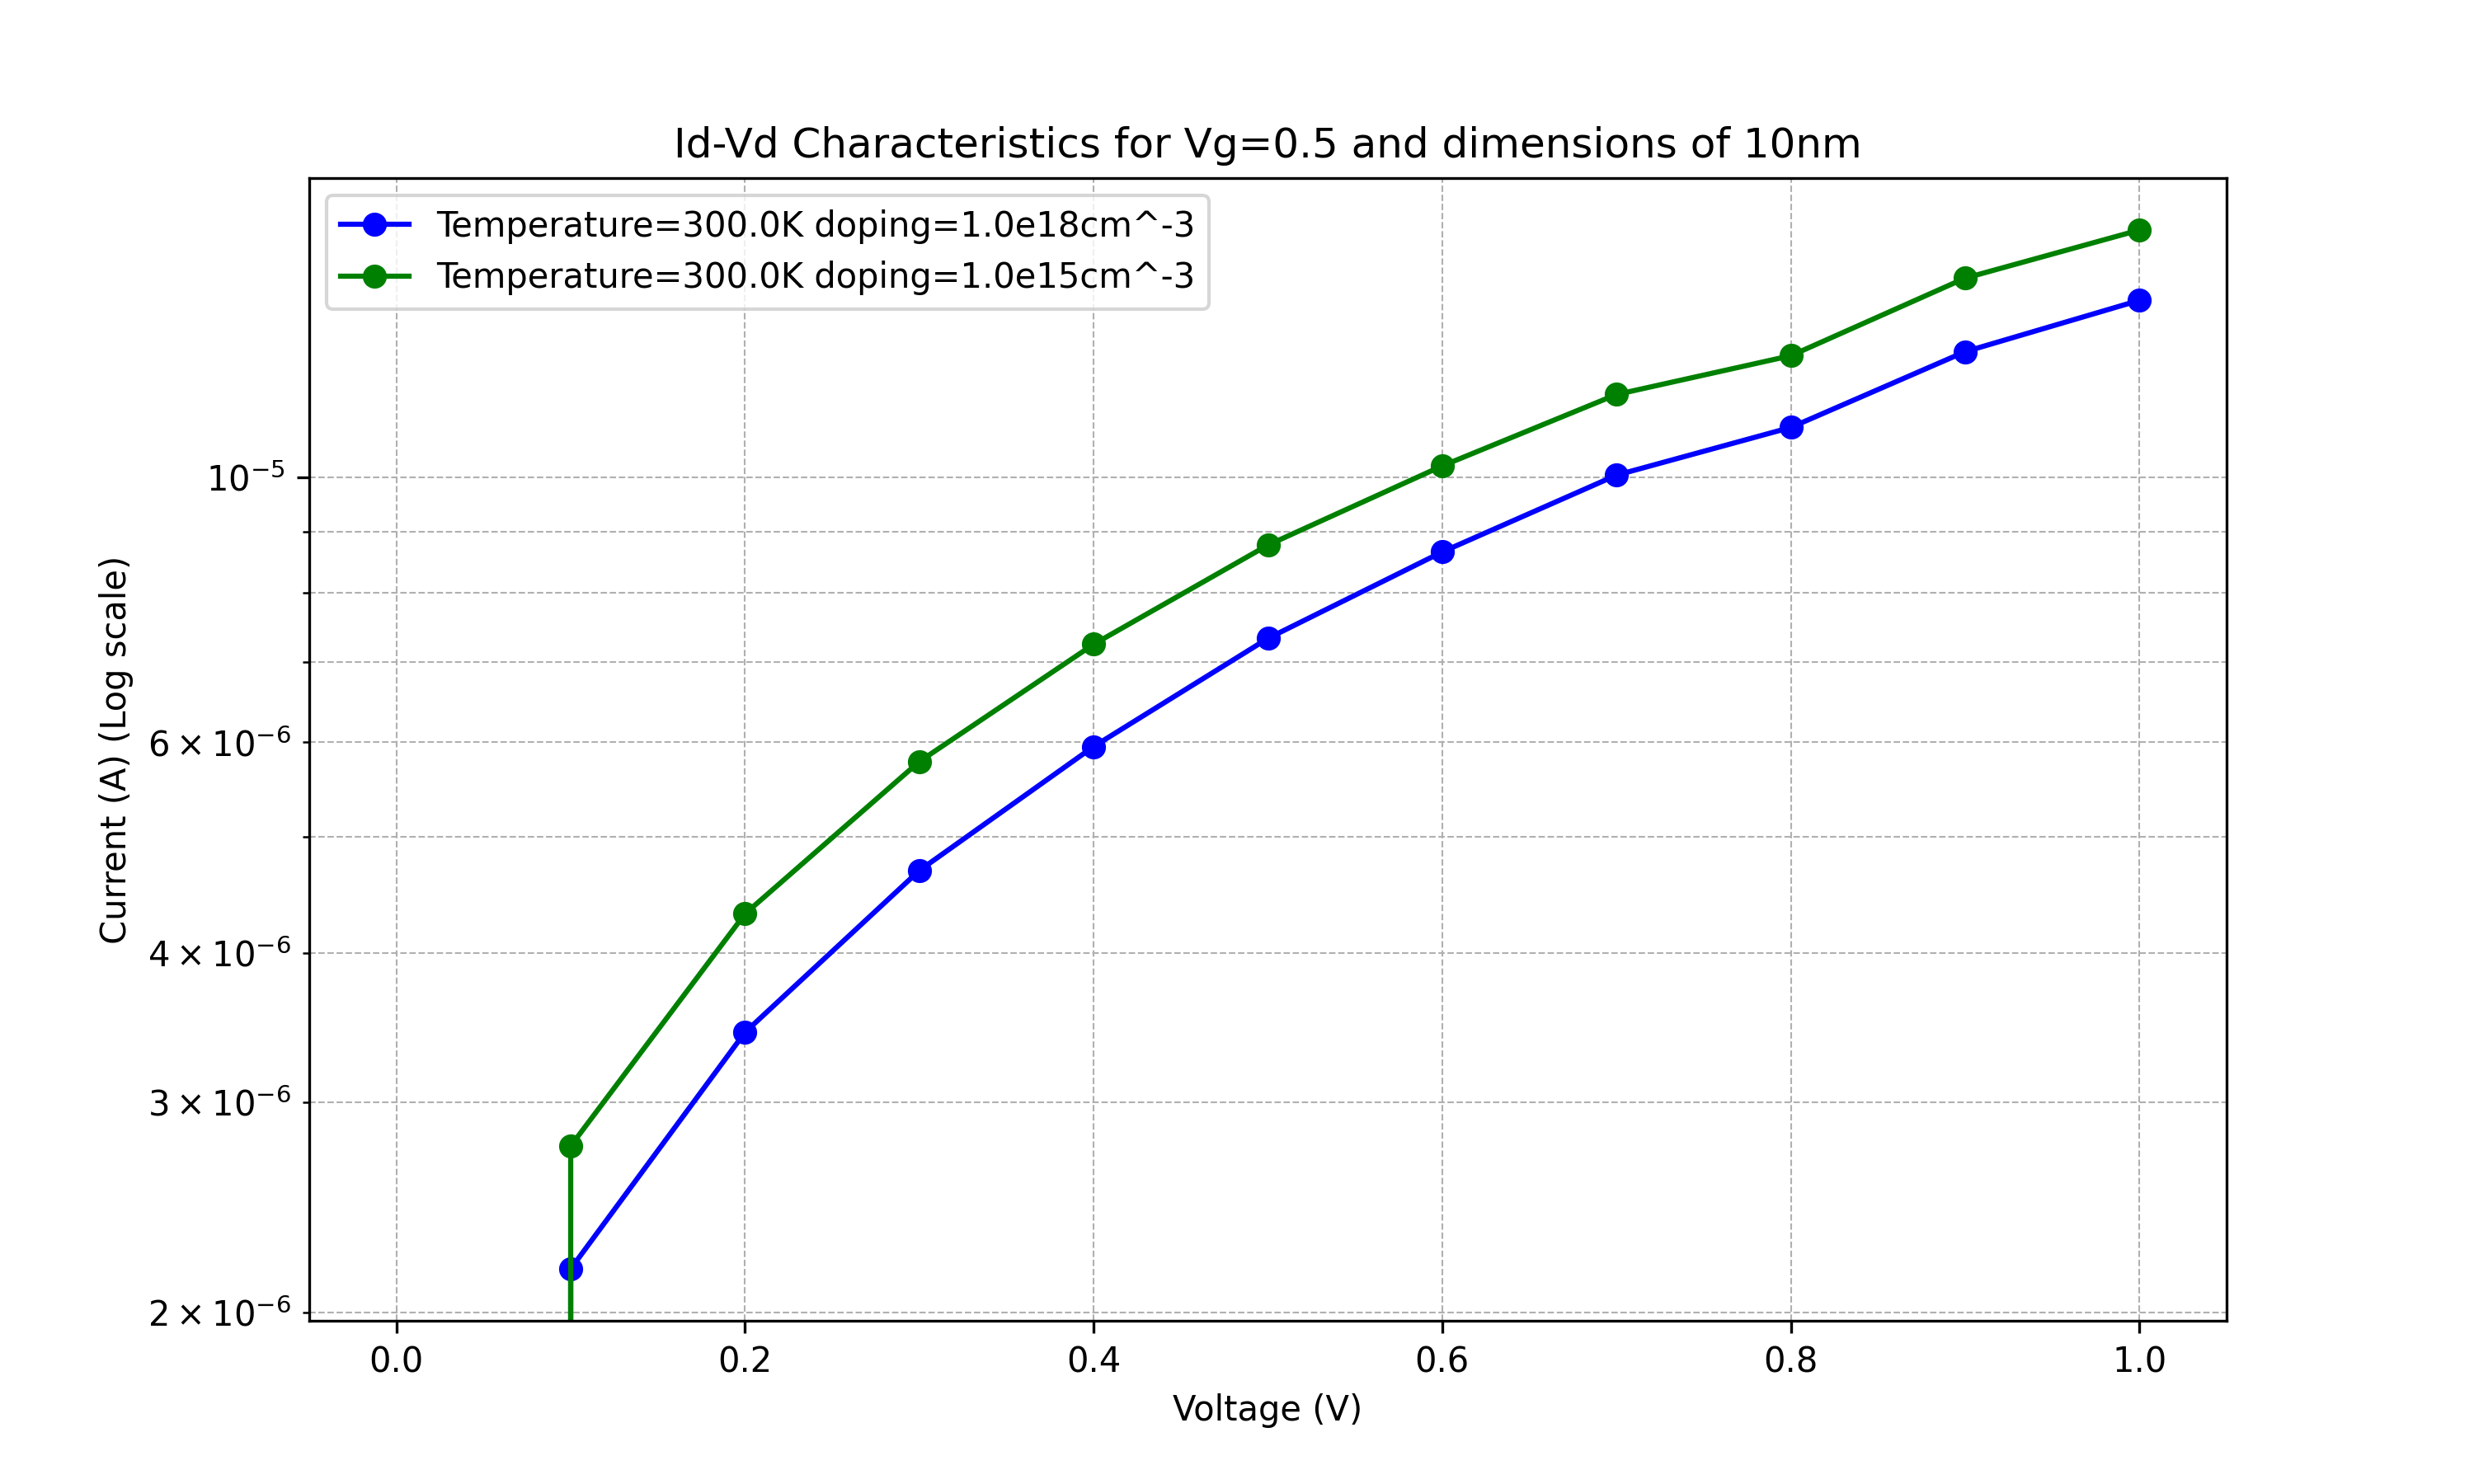 Id-Vd Characteristics for Vg=0.5 and dimensions of 10nm
Temperature=300.0K doping=1.0e18cm^-3
Temperature=300.0K doping=1.0e15cm^-3
Current (A) (Log scale)
10⁻⁵
6 × 10⁻⁶
4 × 10⁻⁶
3 × 10⁻⁶
2 × 10⁻⁶
0.0 0.2 0.4 0.6 0.8 1.0
Voltage (V)